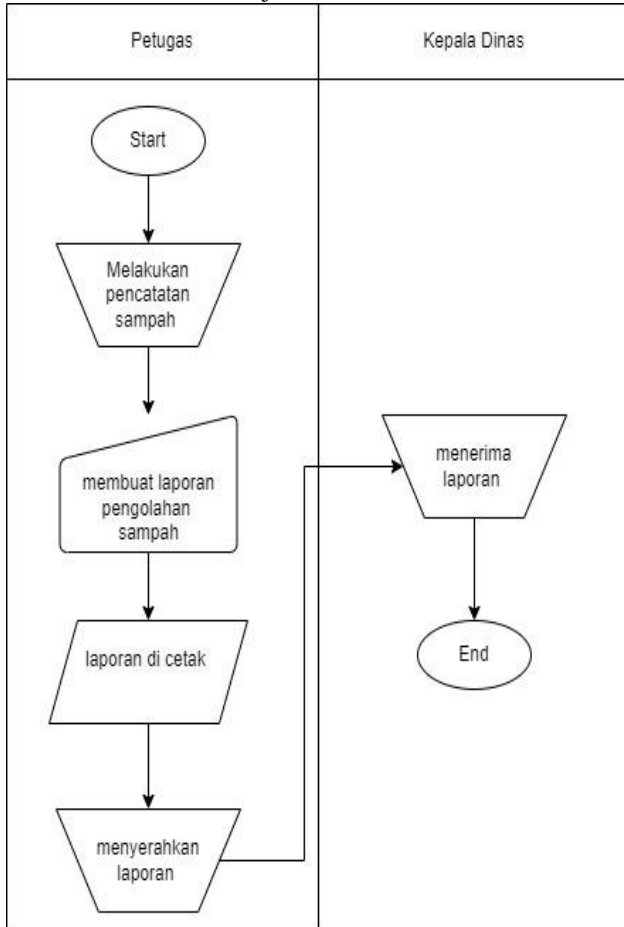 Petugas
Kepala Dinas
Start
Melakukan
pencatatan
sampah
membuat laporan
pengolahan
sampah
laporan di cetak
menyerahkan
laporan
menerima
laporan
End